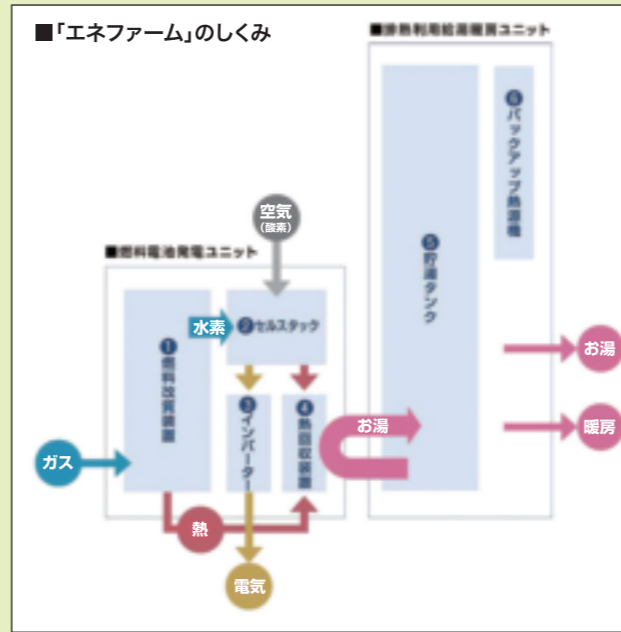 ■「エネファーム」のしくみ
■排熱利用給湯暖房ユニット
❻バックアップ熱源機
空気
(酸素)
❺貯湯タンク
■燃料電池発電ユニット
水素
❷セルスタック
❶燃料改質装置
お湯
❸インバーター
❹熱回収装置
お湯
暖房
ガス
熱
電気